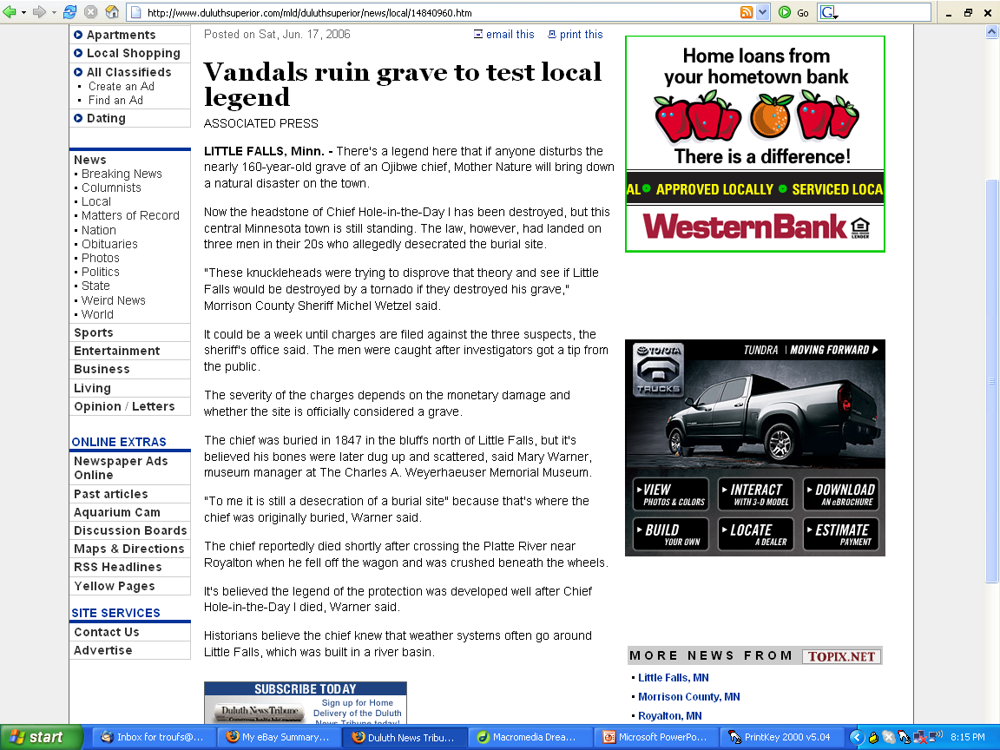 http://www.duluthsuperior.com/mld/duluthsuperior/news/local/14840960.htm
Go
G
Apartments
Local Shopping
All Classifieds
Create an Ad
Find an Ad
Dating
News
Breaking News
Columnists
Local
Matters of Record
Nation
Obituaries
Photos
Politics
State
Weird News
World
Sports
Entertainment
Business
Living
Opinion / Letters
ONLINE EXTRAS
Newspaper Ads
Online
Past articles
Aquarium Cam
Discussion Boards
Maps & Directions
RSS Headlines
Yellow Pages
SITE SERVICES
Contact Us
Advertise
Posted on Sat, Jun. 17, 2006
email this
print this
Vandals ruin grave to test local
legend
ASSOCIATED PRESS
LITTLE FALLS, Minn. - There's a legend here that if anyone disturbs the
nearly 160-year-old grave of an Ojibwe chief, Mother Nature will bring down
a natural disaster on the town.
Now the headstone of Chief Hole-in-the-Day I has been destroyed, but this
central Minnesota town is still standing. The law, however, had landed on
three men in their 20s who allegedly desecrated the burial site.
"These knuckleheads were trying to disprove that theory and see if Little
Falls would be destroyed by a tornado if they destroyed his grave,"
Morrison County Sheriff Michel Wetzel said.
It could be a week until charges are filed against the three suspects, the
sheriff's office said. The men were caught after investigators got a tip from
the public.
The severity of the charges depends on the monetary damage and
whether the site is officially considered a grave.
The chief was buried in 1847 in the bluffs north of Little Falls, but it's
believed his bones were later dug up and scattered, said Mary Warner,
museum manager at The Charles A. Weyerhaeuser Memorial Museum.
"To me it is still a desecration of a burial site" because that's where the
chief was originally buried, Warner said.
The chief reportedly died shortly after crossing the Platte River near
Royalton when he fell off the wagon and was crushed beneath the wheels.
It's believed the legend of the protection was developed well after Chief
Hole-in-the-Day I died, Warner said.
Historians believe the chief knew that weather systems often go around
Little Falls, which was built in a river basin.
SUBSCRIBE TODAY
Duluth News Tribune
Sign up for Home
Delivery of the Duluth
News Tribune today!
Home loans from
your hometown bank
There is a difference!
AL APPROVED LOCALLY SERVICED LOCA
WesternBank
LENDER
TOYOTA
TRUCKS
TUNDRA | MOVING FORWARD
VIEW
PHOTOS & COLORS
INTERACT
WITH 3-D MODEL
DOWNLOAD
AN eBROCHURE
BUILD
YOUR OWN
LOCATE
A DEALER
ESTIMATE
PAYMENT
MORE NEWS FROM TOPIX.NET
Little Falls, MN
Morrison County, MN
Royalton, MN
start
Inbox for troufs@...
My eBay Summary...
Duluth News Tribu...
Macromedia Drea...
Microsoft PowerPo...
PrintKey 2000 v5.04
8:15 PM